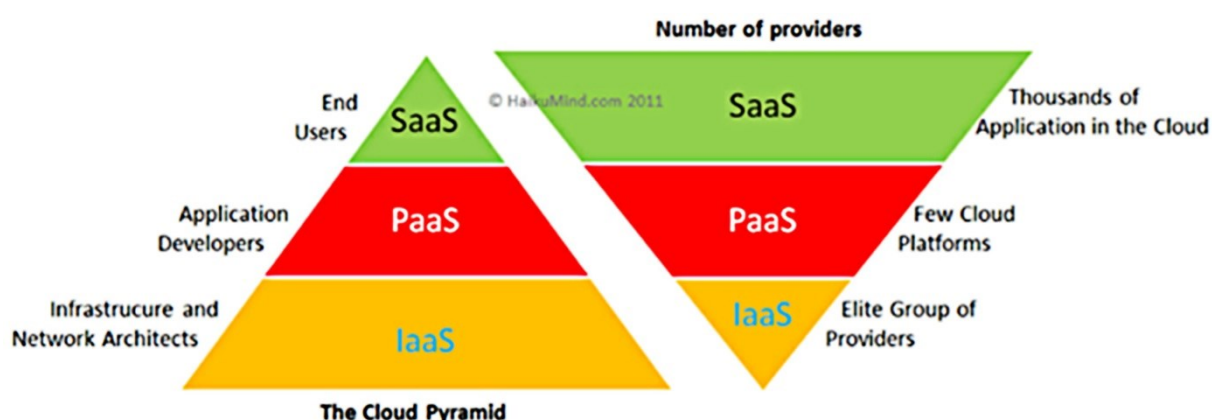 Number of providers
End
Users
SaaS
© HaikuMind.com 2011
SaaS
Thousands of
Application in the Cloud
Application
Developers
PaaS
PaaS
Few Cloud
Platforms
Infrastrucure and
Network Architects
IaaS
IaaS
Elite Group of
Providers
The Cloud Pyramid